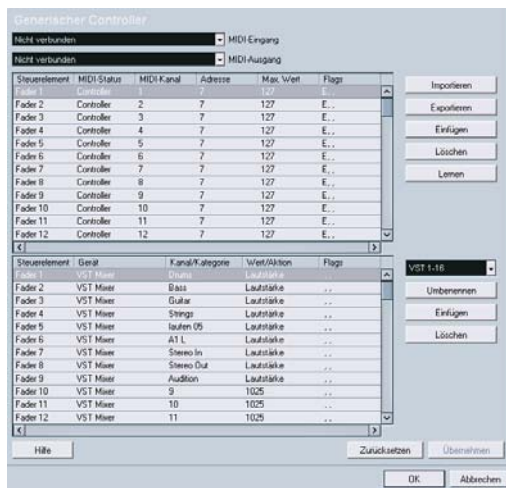 Generischer Controller
Nicht verbunden MIDI-Eingang
Nicht verbunden MIDI-Ausgang
Steuerelement MIDI-Status MIDI-Kanal Adresse Max. Wert Flags
Fader 1 Controller 1 7 127 E , ,
Fader 2 Controller 2 7 127 E , ,
Fader 3 Controller 3 7 127 E , ,
Fader 4 Controller 4 7 127 E , ,
Fader 5 Controller 5 7 127 E , ,
Fader 6 Controller 6 7 127 E , ,
Fader 7 Controller 7 7 127 E , ,
Fader 8 Controller 8 7 127 E , ,
Fader 9 Controller 9 7 127 E , ,
Fader 10 Controller 10 7 127 E , ,
Fader 11 Controller 11 7 127 E , ,
Fader 12 Controller 12 7 127 E , ,
Importieren
Exportieren
Einfügen
Löschen
Lernen
Steuerelement Gerät Kanal/Kategorie Wert/Aktion Flags
Fader 1 VST Mixer Drums Lautstärke , ,
Fader 2 VST Mixer Bass Lautstärke , ,
Fader 3 VST Mixer Guitar Lautstärke , ,
Fader 4 VST Mixer Strings Lautstärke , ,
Fader 5 VST Mixer laufen 05 Lautstärke , ,
Fader 6 VST Mixer A1 L Lautstärke , ,
Fader 7 VST Mixer Stereo In Lautstärke , ,
Fader 8 VST Mixer Stereo Out Lautstärke , ,
Fader 9 VST Mixer Audition Lautstärke , ,
Fader 10 VST Mixer 9 1025 , ,
Fader 11 VST Mixer 10 1025 , ,
Fader 12 VST Mixer 11 1025 , ,
VST 1-16
Umbenennen
Einfügen
Löschen
Hilfe Zurücksetzen Übernehmen
OK Abbrechen